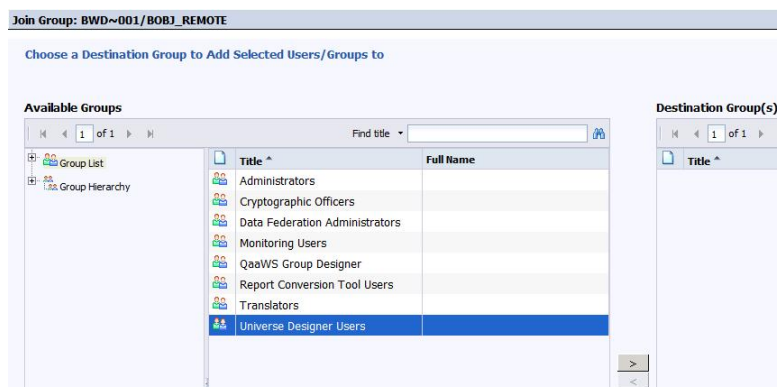 Join Group: BWD~001/BOBJ_REMOTE
Choose a Destination Group to Add Selected Users/Groups to
Available Groups
Destination Group(s)
1 of 1
Find title
1 of 1
Group List
Group Hierarchy
Title
Full Name
Title
Administrators
Cryptographic Officers
Data Federation Administrators
Monitoring Users
QaaWS Group Designer
Report Conversion Tool Users
Translators
Universe Designer Users
>
<